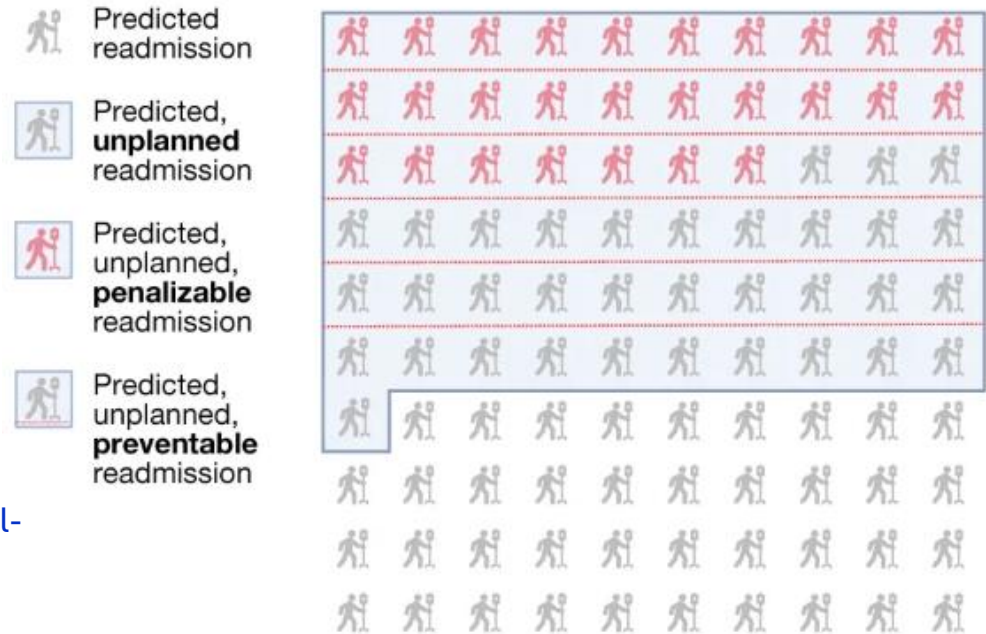 Predicted
readmission
Predicted,
unplanned
readmission
Predicted,
unplanned,
penalizable
readmission
Predicted,
unplanned,
preventable
readmission
l-